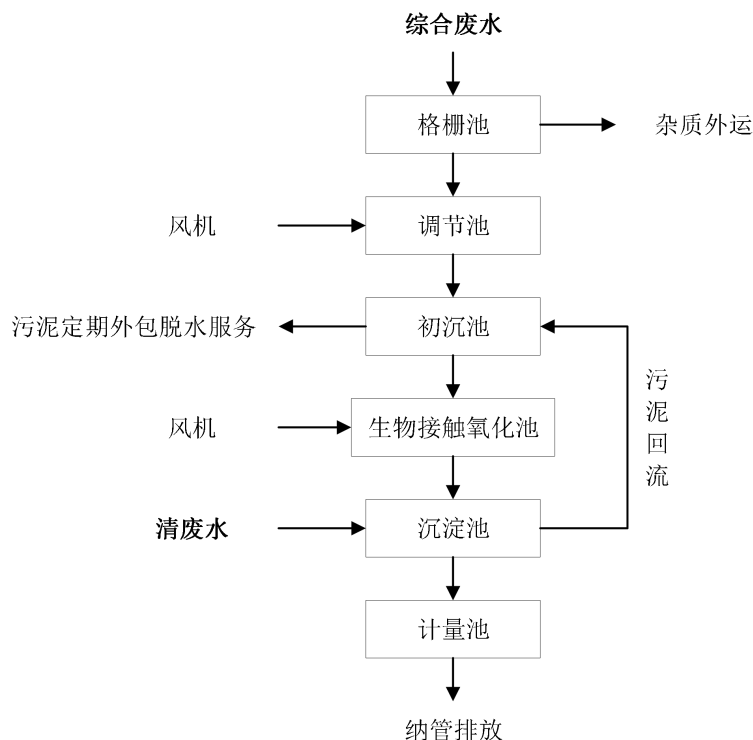 综合废水
格栅池
杂质外运
风机
调节池
污泥定期外包脱水服务
初沉池
污泥回流
风机
生物接触氧化池
清废水
沉淀池
计量池
纳管排放